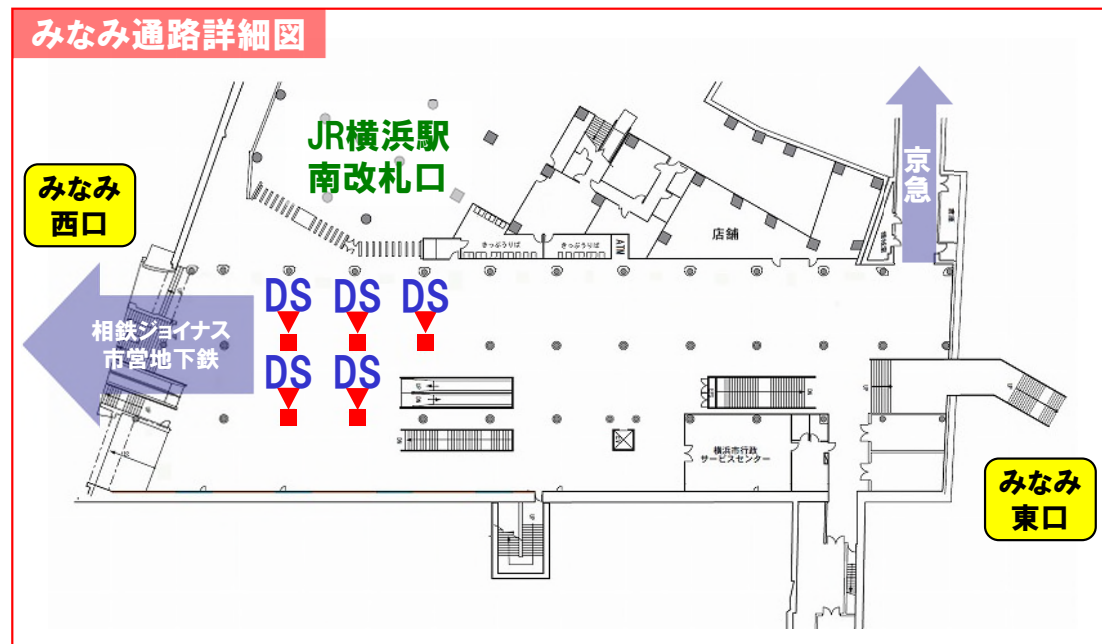 みなみ通路詳細図
JR横浜駅
南改札口
みなみ
西口
京急
店舗
きっぷうりば
きっぷうりば
ATM
DS
DS
DS
相鉄ジョイナス
市営地下鉄
DS
DS
横浜市行政
サービスセンター
みなみ
東口